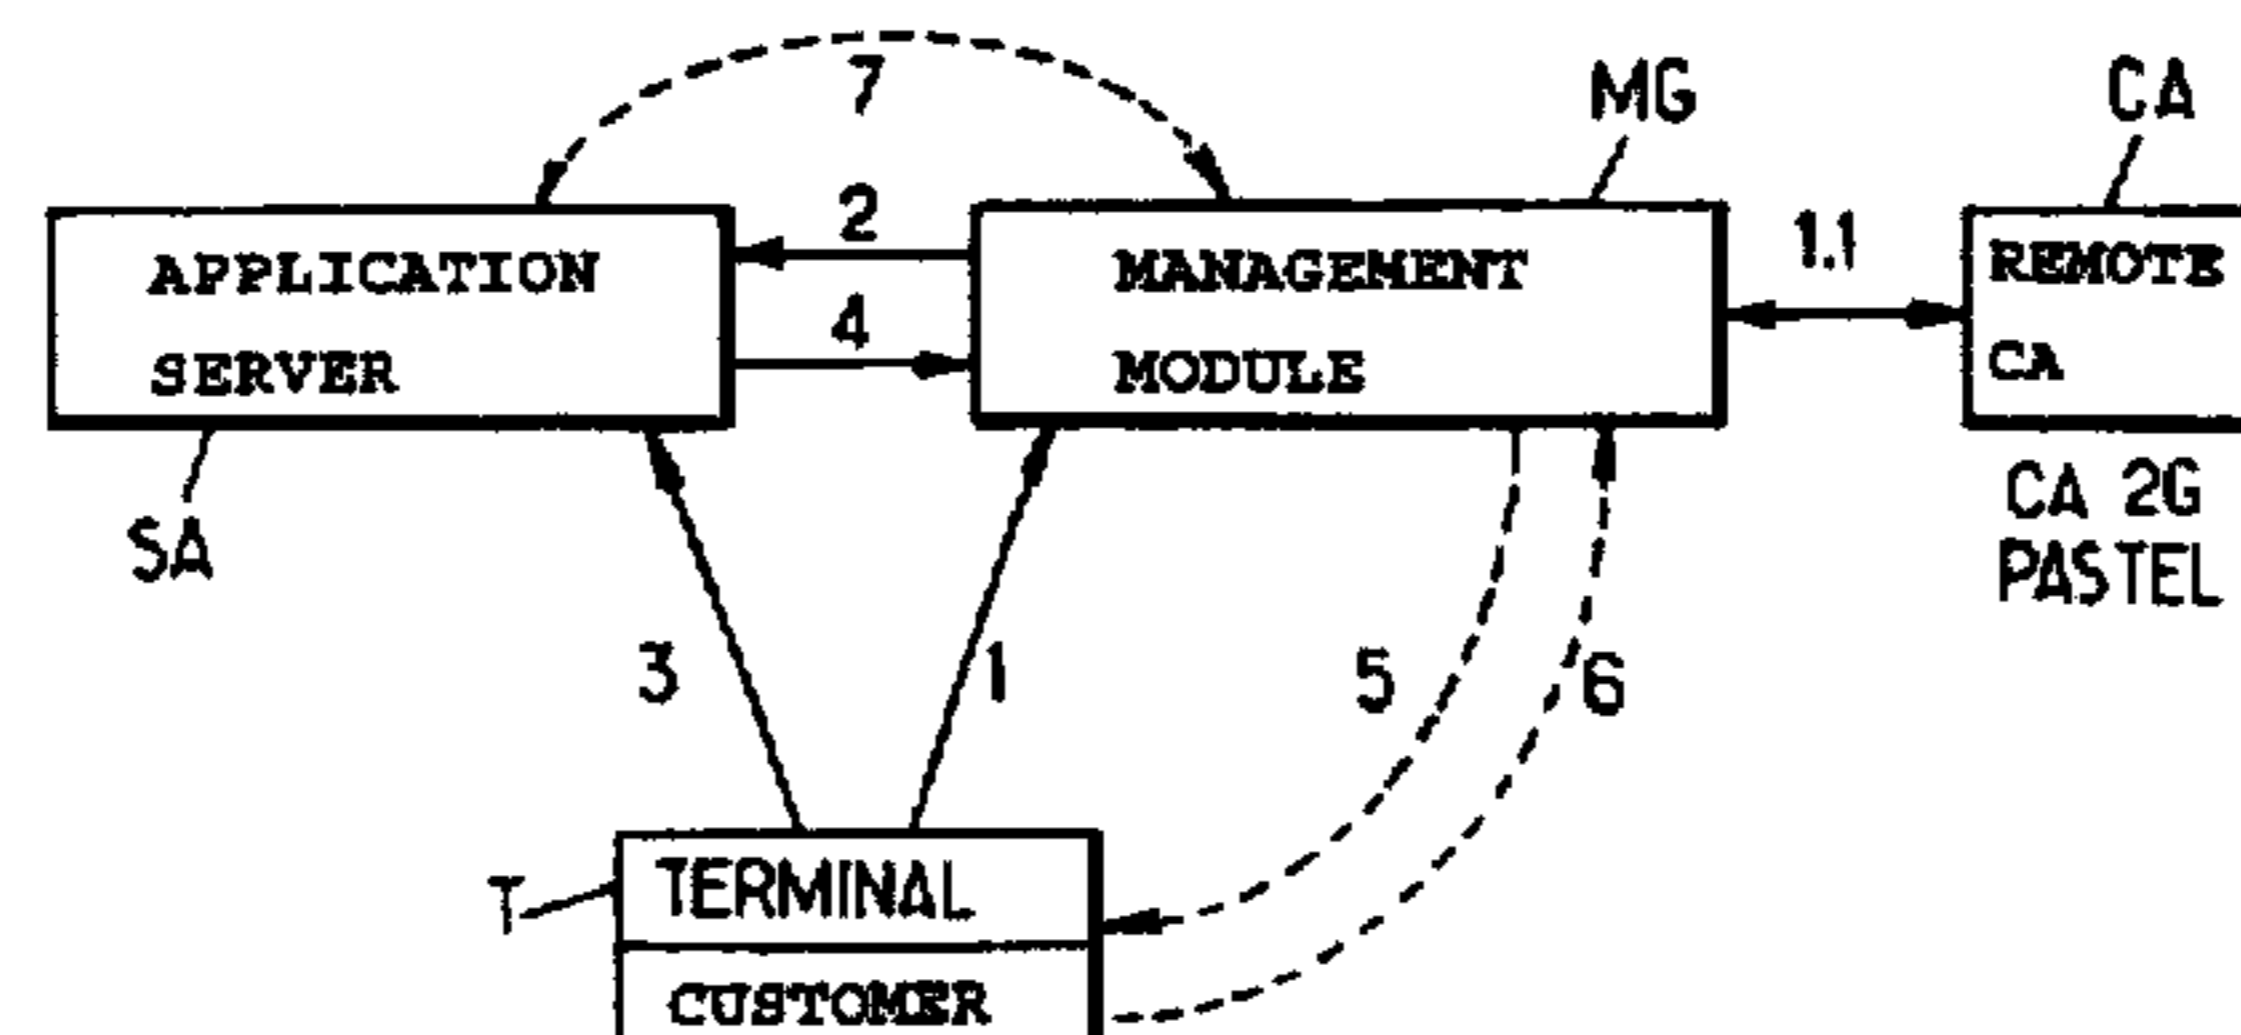 7
MG
CA
2
1.1
APPLICATION
SERVER
MANAGEMENT
MODULE
REMOTE
CA
4
SA
CA 2G
PASTEL
3
1
5
6
T
TERMINAL
CUSTOMER